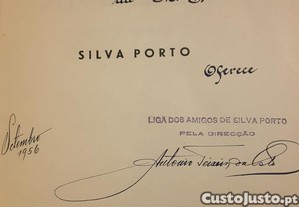 SILVA PORTO
Oferece
LIGA DOS AMIGOS DE SILVA PORTO
PELA DIRECÇÃO
Setembro
1956
CustoJusto.pt